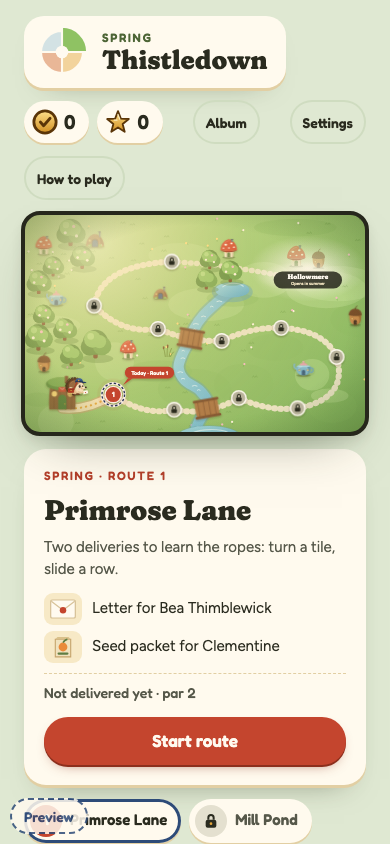 SPRING
Thistledown
0
0
Album
Settings
How to play
Hollowmere
Opens in summer
Today · Route 1
1
SPRING · ROUTE 1
Primrose Lane
Two deliveries to learn the ropes: turn a tile,
slide a row.
Letter for Bea Thimblewick
Seed packet for Clementine
Not delivered yet · par 2
Start route
Preview
Primrose Lane
Mill Pond